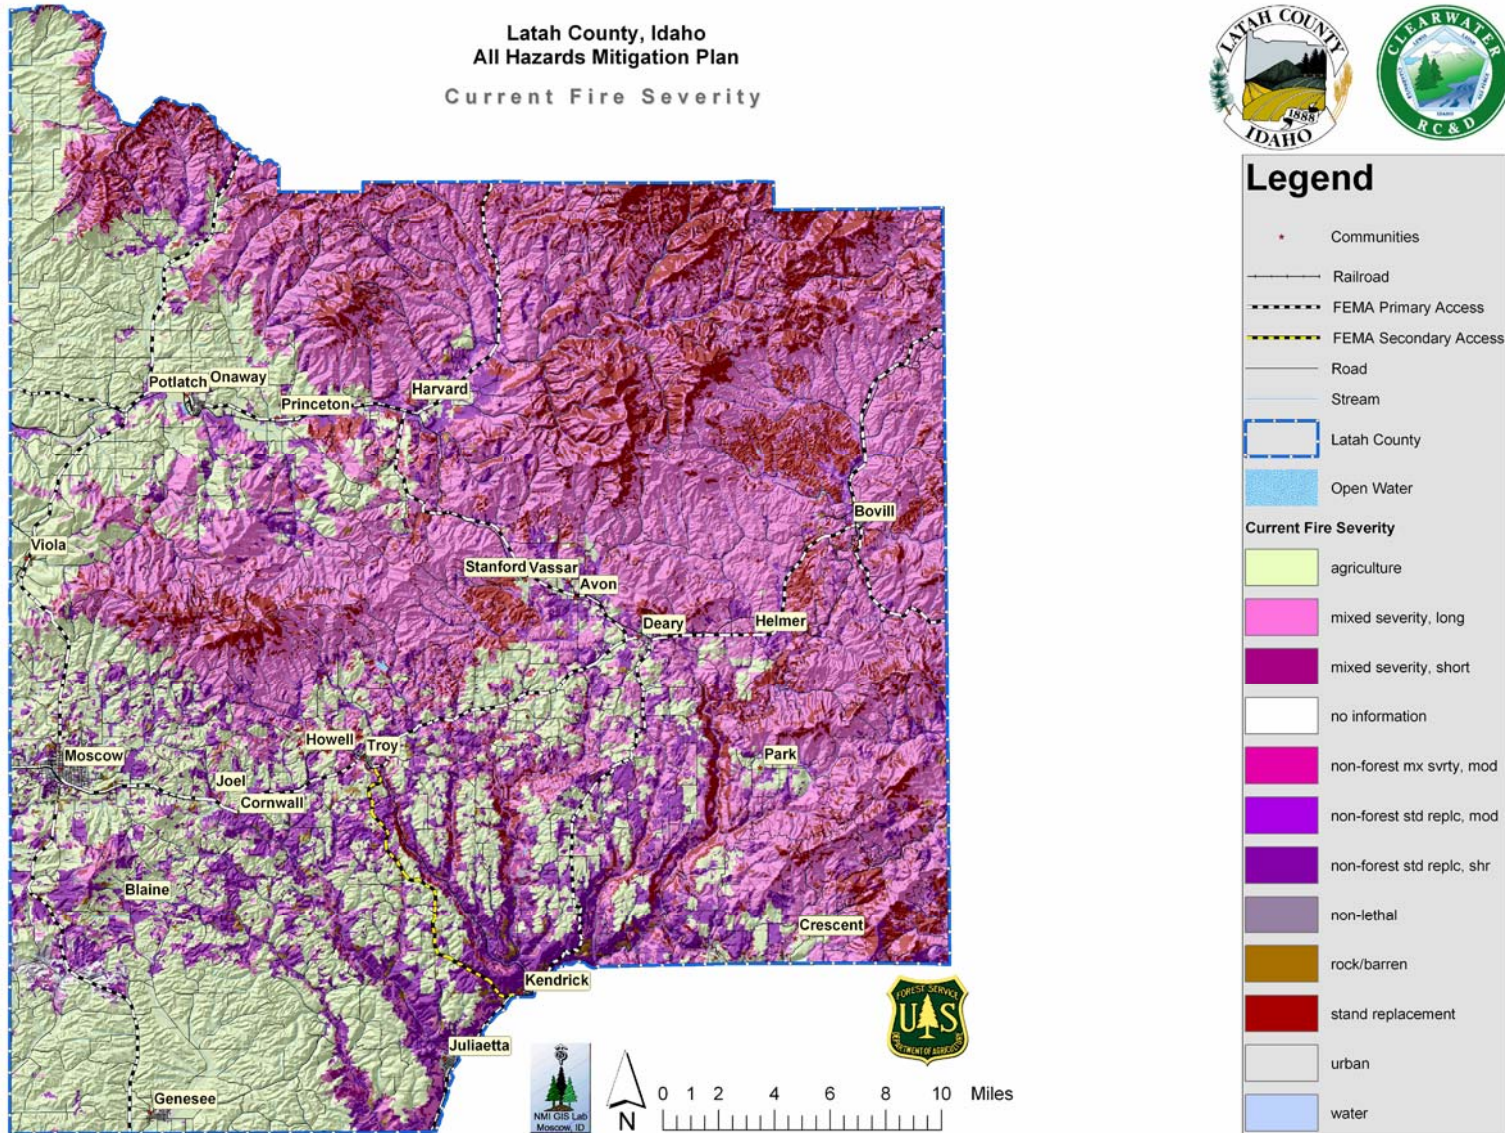 Latah County, Idaho
All Hazards Mitigation Plan
Current Fire Severity
LATAH COUNTY
1888
IDAHO
CLEARWATER
RC & D
IDAHO
Legend
Communities
Railroad
FEMA Primary Access
FEMA Secondary Access
Road
Stream
Latah County
Open Water
Current Fire Severity
agriculture
mixed severity, long
mixed severity, short
no information
non-forest mx svrty, mod
non-forest std replc, mod
non-forest std replc, shr
non-lethal
rock/barren
stand replacement
urban
water
Potlatch
Onaway
Princeton
Harvard
Bovill
Viola
Stanford
Vassar
Avon
Deary
Helmer
Howell
Troy
Park
Moscow
Joel
Cornwall
Blaine
Crescent
Kendrick
Juliaetta
Genesee
FOREST SERVICE
U S
DEPARTMENT OF AGRICULTURE
NMI GIS Lab
Moscow, ID
N
0 1 2 4 6 8 10 Miles